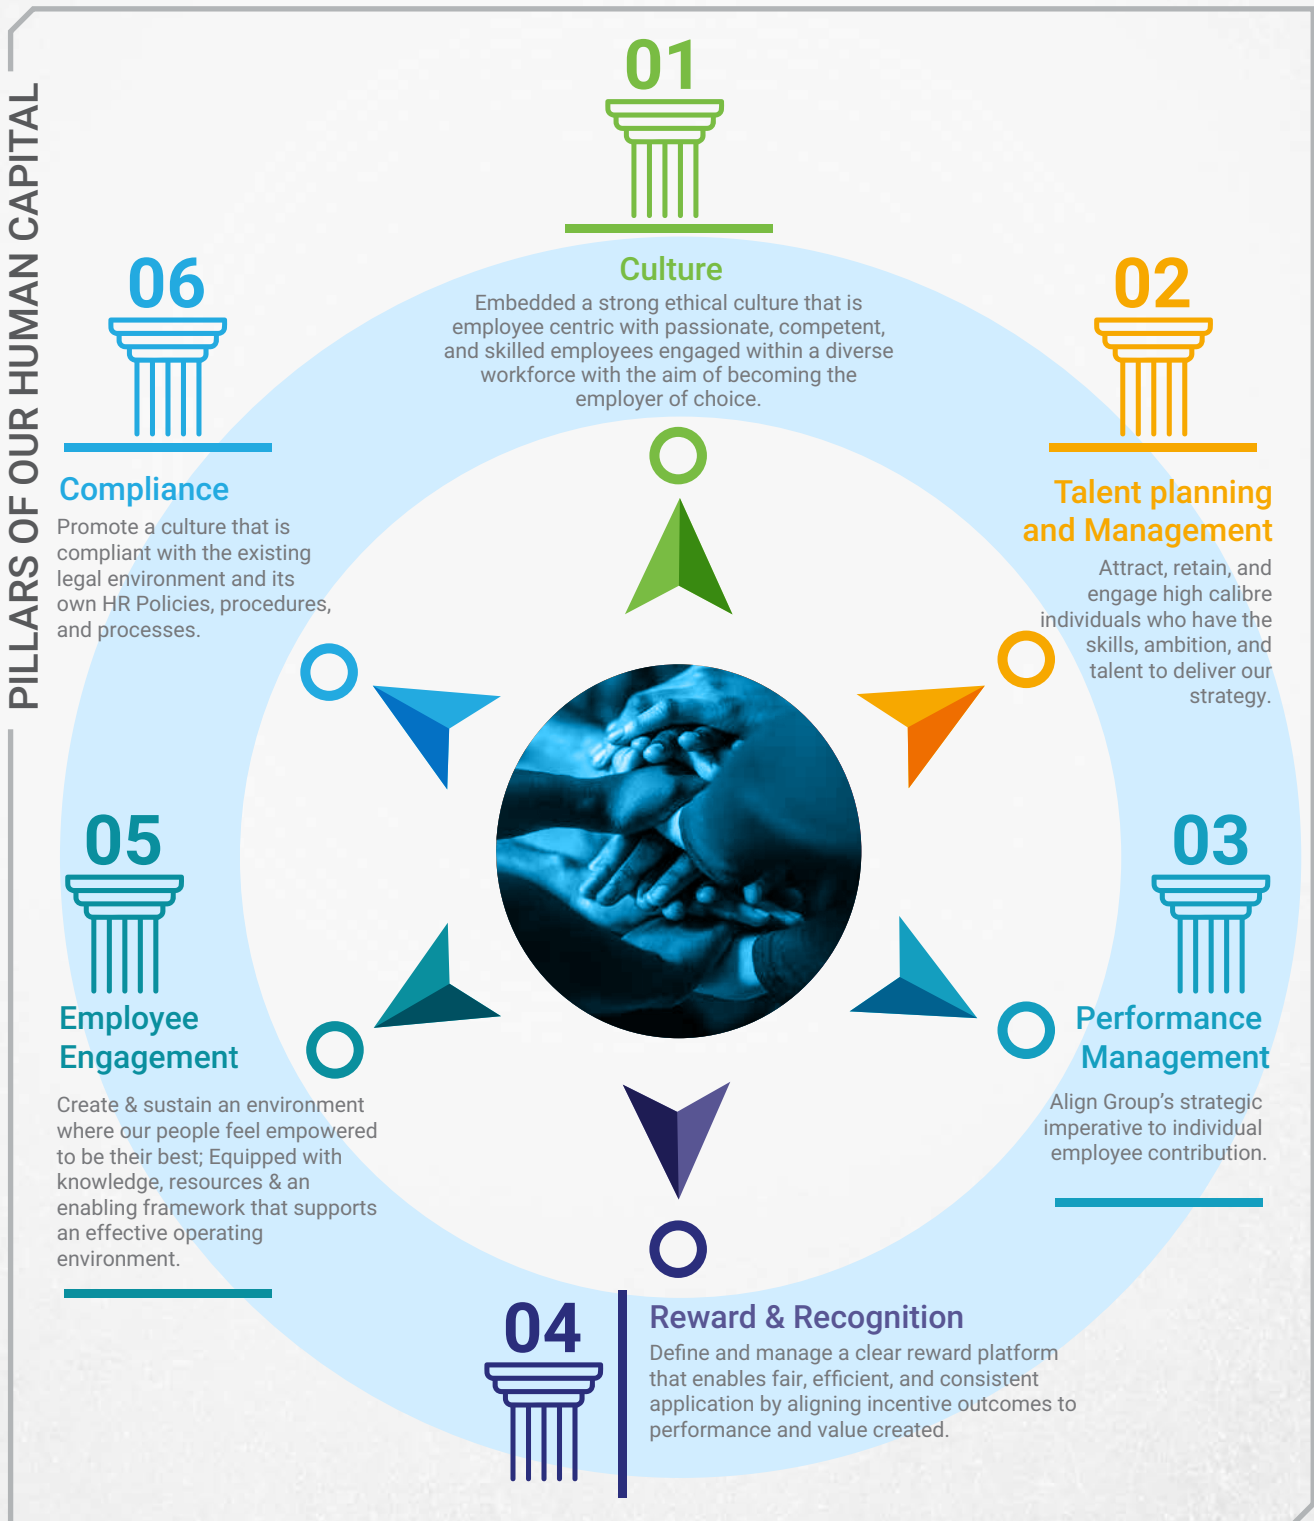 PILLARS OF OUR HUMAN CAPITAL
01
Culture
Embedded a strong ethical culture that is
employee centric with passionate, competent,
and skilled employees engaged within a diverse
workforce with the aim of becoming the
employer of choice.
02
Talent planning
and Management
Attract, retain, and
engage high calibre
individuals who have the
skills, ambition, and
talent to deliver our
strategy.
03
Performance
Management
Align Group’s strategic
imperative to individual
employee contribution.
04
Reward & Recognition
Define and manage a clear reward platform
that enables fair, efficient, and consistent
application by aligning incentive outcomes to
performance and value created.
05
Employee
Engagement
Create & sustain an environment
where our people feel empowered
to be their best; Equipped with
knowledge, resources & an
enabling framework that supports
an effective operating
environment.
06
Compliance
Promote a culture that is
compliant with the existing
legal environment and its
own HR Policies, procedures,
and processes.